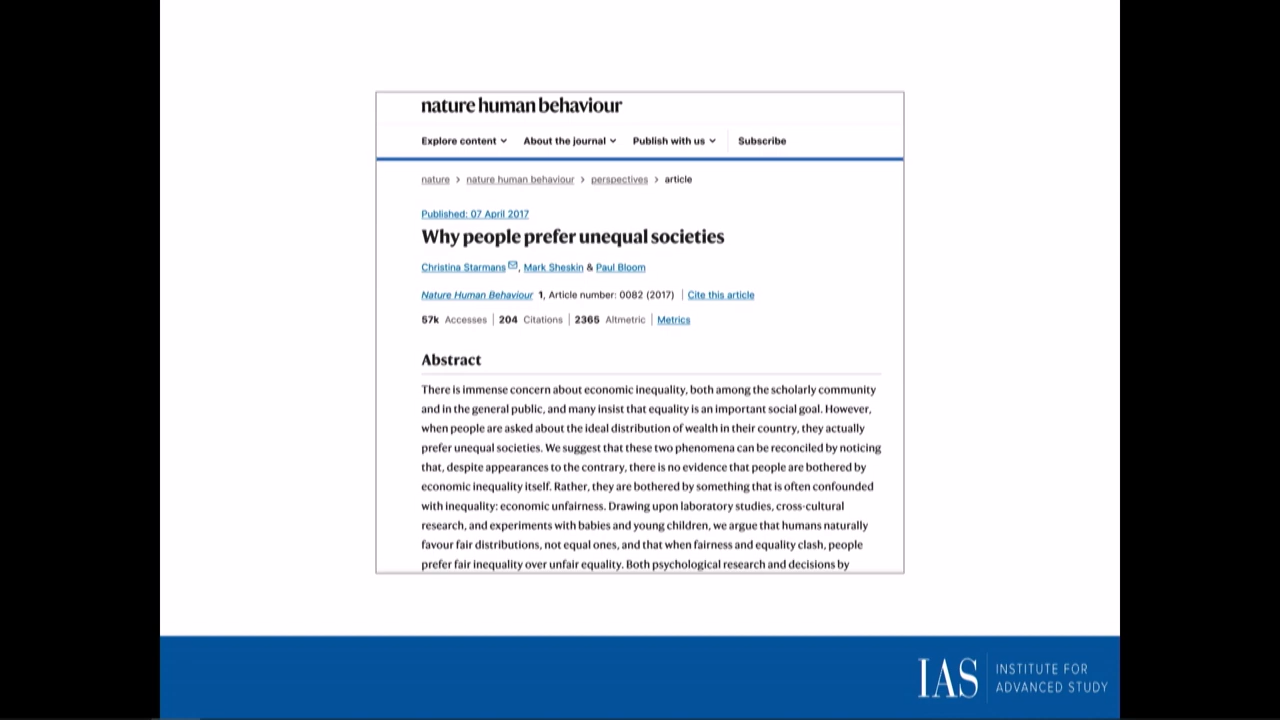 nature human behaviour
Explore content About the journal Publish with us Subscribe
nature > nature human behaviour > perspectives > article
Published: 07 April 2017
Why people prefer unequal societies
Christina Starmans, Mark Sheskin & Paul Bloom
Nature Human Behaviour 1, Article number: 0082 (2017) | Cite this article
57k Accesses | 204 Citations | 2365 Altmetric | Metrics
Abstract
There is immense concern about economic inequality, both among the scholarly community
and in the general public, and many insist that equality is an important social goal. However,
when people are asked about the ideal distribution of wealth in their country, they actually
prefer unequal societies. We suggest that these two phenomena can be reconciled by noticing
that, despite appearances to the contrary, there is no evidence that people are bothered by
economic inequality itself. Rather, they are bothered by something that is often confounded
with inequality: economic unfairness. Drawing upon laboratory studies, cross-cultural
research, and experiments with babies and young children, we argue that humans naturally
favour fair distributions, not equal ones, and that when fairness and equality clash, people
prefer fair inequality over unfair equality. Both psychological research and decisions by
IAS INSTITUTE FOR
ADVANCED STUDY